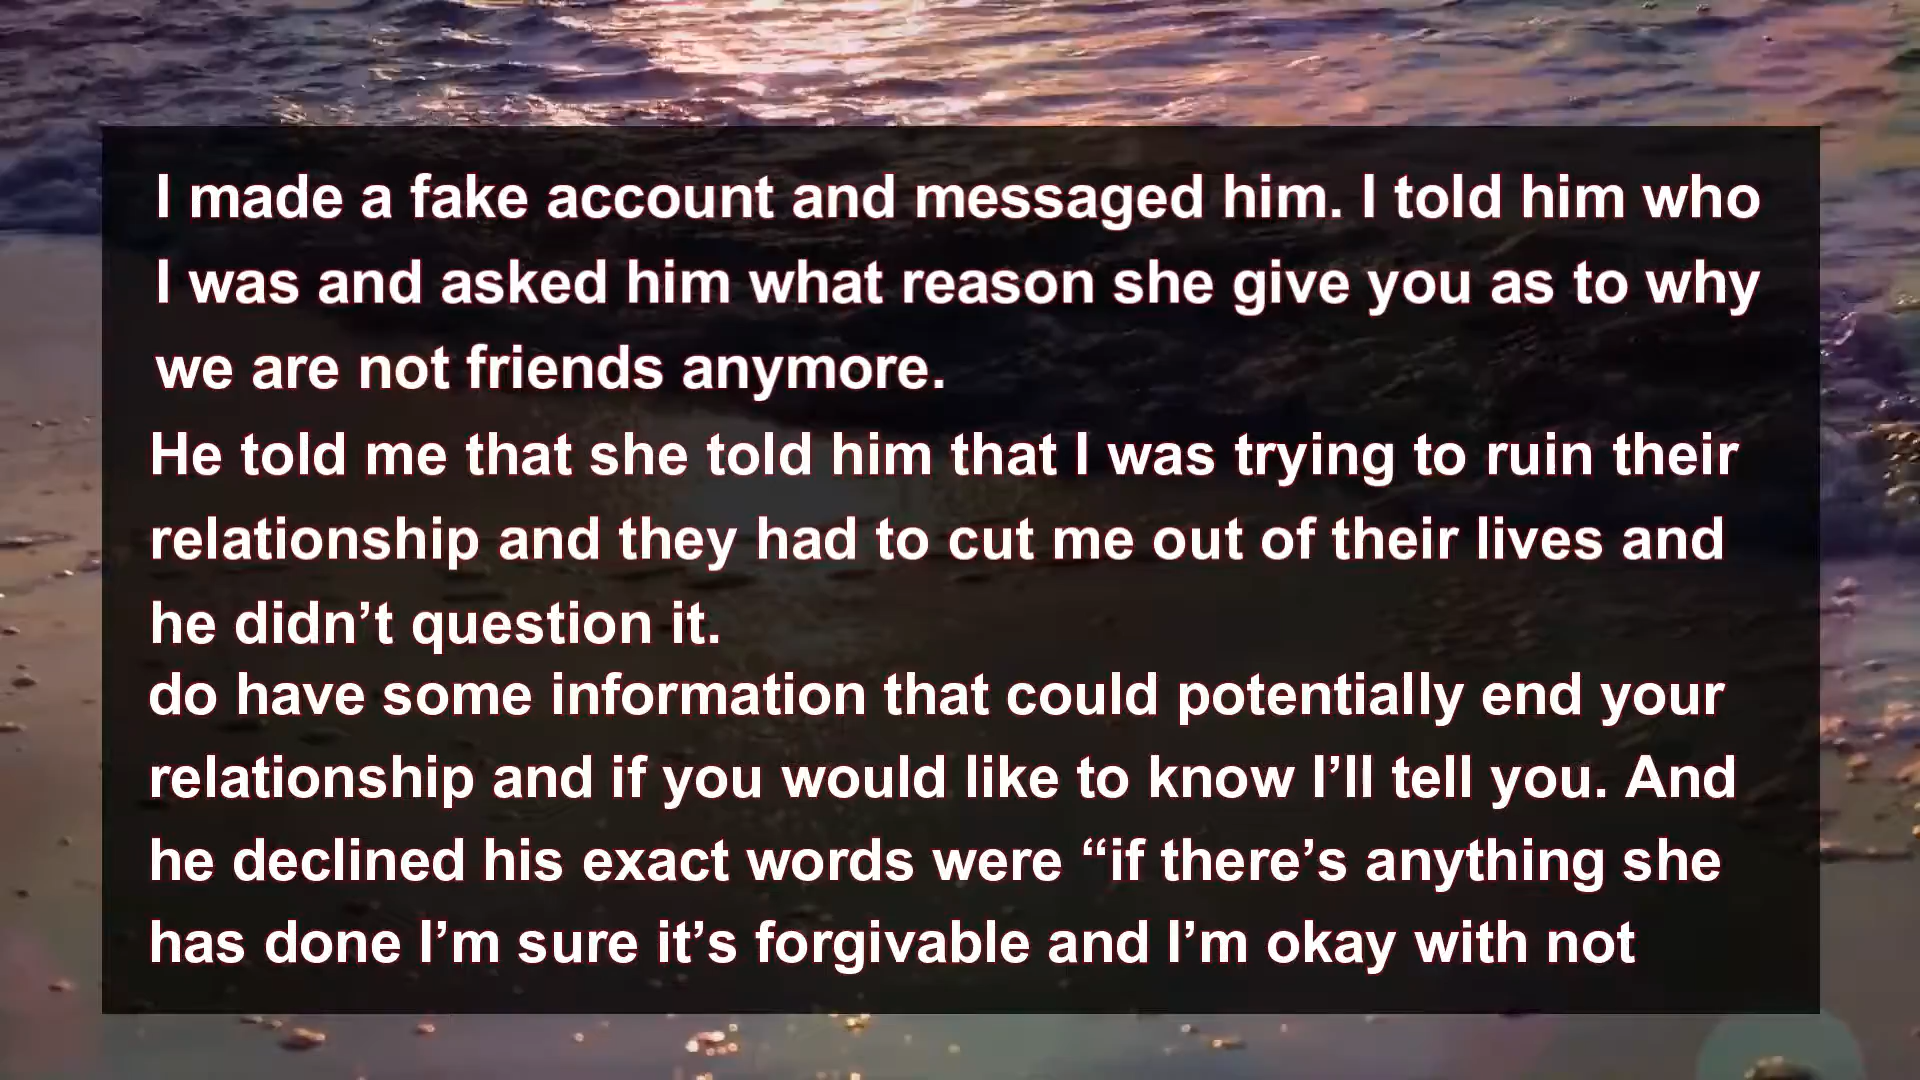 I made a fake account and messaged him. I told him who
I was and asked him what reason she give you as to why
we are not friends anymore.
He told me that she told him that I was trying to ruin their
relationship and they had to cut me out of their lives and
he didn’t question it.
do have some information that could potentially end your
relationship and if you would like to know I’ll tell you. And
he declined his exact words were “if there’s anything she
has done I’m sure it’s forgivable and I’m okay with not